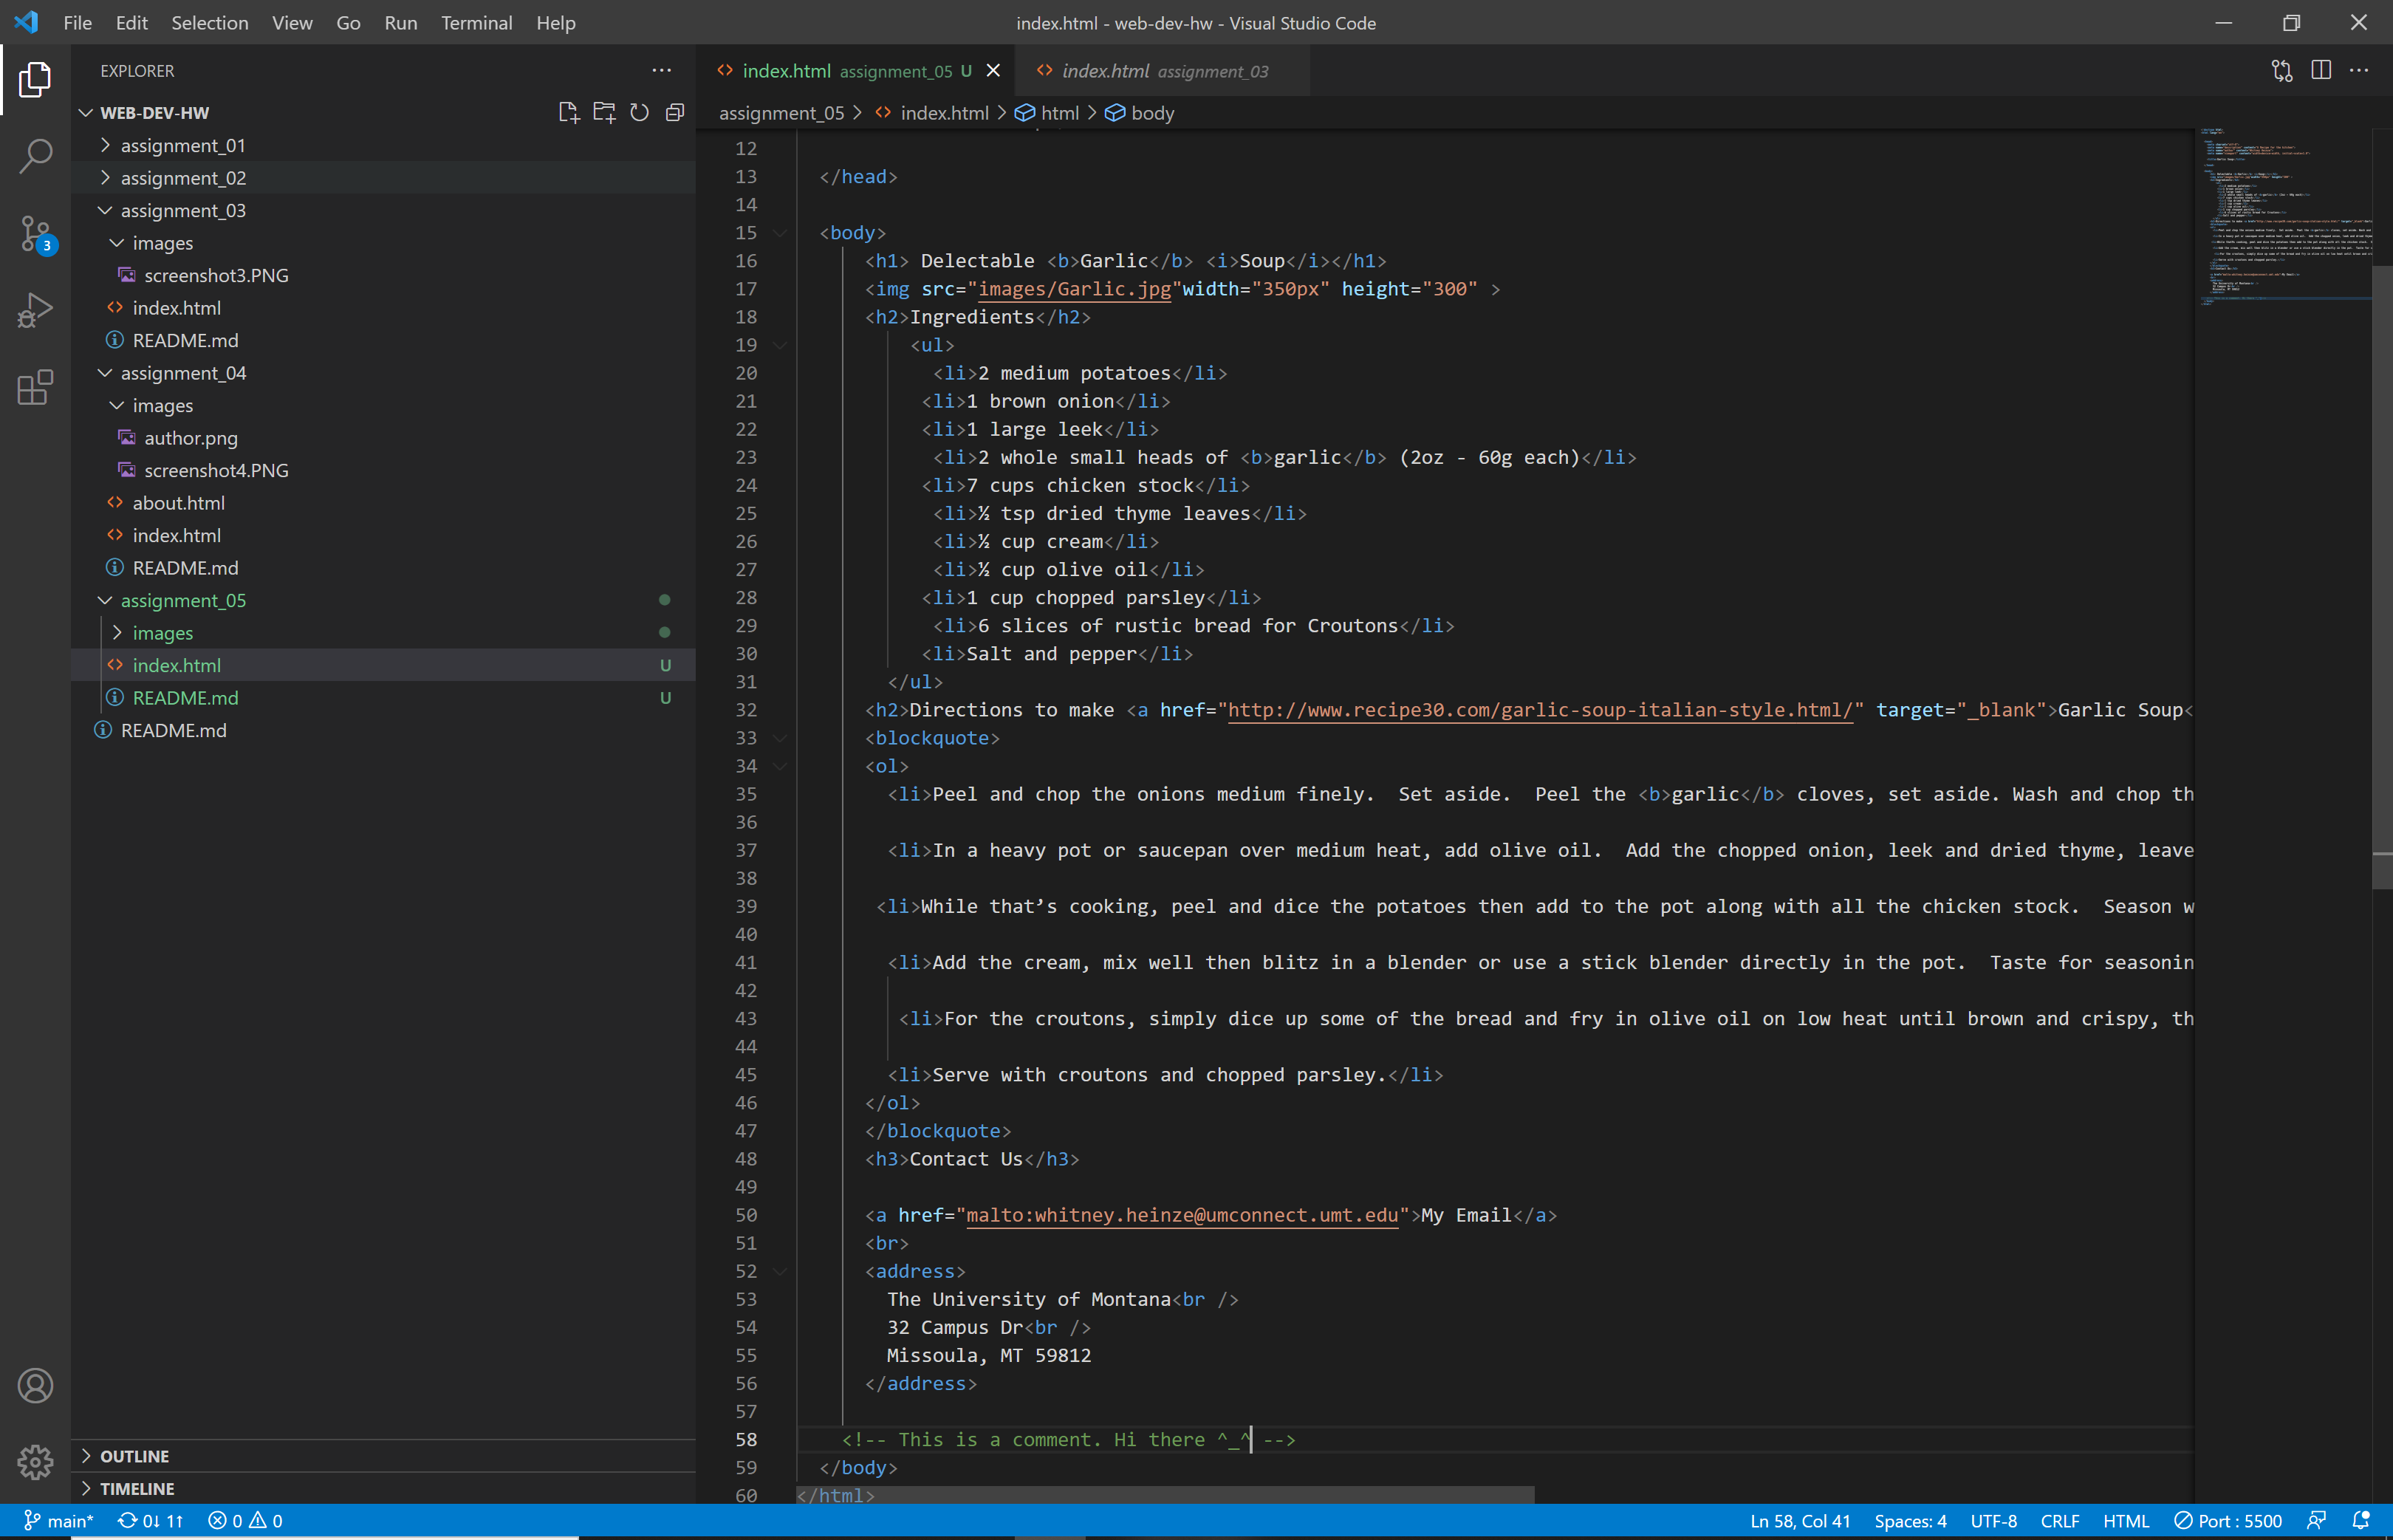 File Edit Selection View Go Run Terminal Help
index.html - web-dev-hw - Visual Studio Code
EXPLORER
WEB-DEV-HW
assignment_01
assignment_02
assignment_03
images
screenshot3.PNG
index.html
README.md
assignment_04
images
author.png
screenshot4.PNG
about.html
index.html
README.md
assignment_05
images
index.html U
README.md U
README.md
OUTLINE
TIMELINE
3
index.html assignment_05 U
index.html assignment_03
assignment_05 > index.html > html > body
12
13 </head>
14
15 <body>
16 <h1> Delectable <b>Garlic</b> <i>Soup</i></h1>
17 <img src="images/Garlic.jpg"width="350px" height="300" >
18 <h2>Ingredients</h2>
19 <ul>
20 <li>2 medium potatoes</li>
21 <li>1 brown onion</li>
22 <li>1 large leek</li>
23 <li>2 whole small heads of <b>garlic</b> (2oz - 60g each)</li>
24 <li>7 cups chicken stock</li>
25 <li>½ tsp dried thyme leaves</li>
26 <li>½ cup cream</li>
27 <li>½ cup olive oil</li>
28 <li>1 cup chopped parsley</li>
29 <li>6 slices of rustic bread for Croutons</li>
30 <li>Salt and pepper</li>
31 </ul>
32 <h2>Directions to make <a href="http://www.recipe30.com/garlic-soup-italian-style.html/" target="_blank">Garlic Soup<
33 <blockquote>
34 <ol>
35 <li>Peel and chop the onions medium finely.  Set aside.  Peel the <b>garlic</b> cloves, set aside. Wash and chop th
36
37 <li>In a heavy pot or saucepan over medium heat, add olive oil.  Add the chopped onion, leek and dried thyme, leave
38
39 <li>While that’s cooking, peel and dice the potatoes then add to the pot along with all the chicken stock.  Season w
40
41 <li>Add the cream, mix well then blitz in a blender or use a stick blender directly in the pot.  Taste for seasonin
42
43 <li>For the croutons, simply dice up some of the bread and fry in olive oil on low heat until brown and crispy, th
44
45 <li>Serve with croutons and chopped parsley.</li>
46 </ol>
47 </blockquote>
48 <h3>Contact Us</h3>
49
50 <a href="malto:whitney.heinze@umconnect.umt.edu">My Email</a>
51 <br>
52 <address>
53 The University of Montana<br />
54 32 Campus Dr<br />
55 Missoula, MT 59812
56 </address>
57
58 <!-- This is a comment. Hi there ^_^ -->
59 </body>
60 </html>
main* 0↓ 1↑ 0 0
Ln 58, Col 41 Spaces: 4 UTF-8 CRLF HTML Port : 5500